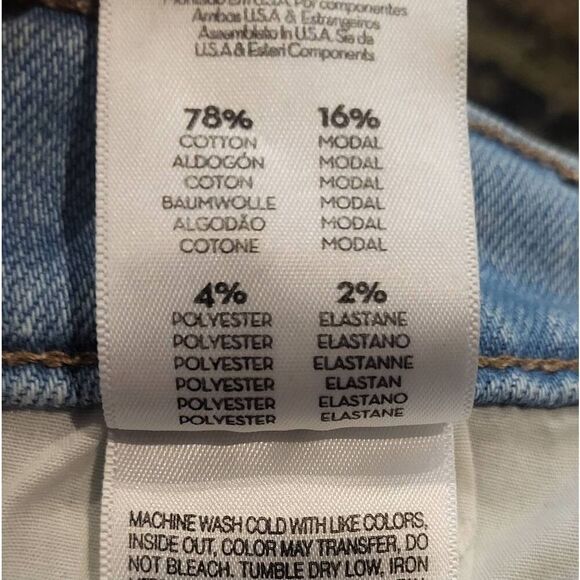 componentes
Ambos U.S.A & Estrangeiros
Assemblato In U.S.A. Sia da
U.S.A & Esteri Components
78% 16%
COTTON MODAL
ALDOGÓN MODAL
COTON MODAL
BAUMWOLLE MODAL
ALGODÃO MODAL
COTONE MODAL
4% 2%
POLYESTER ELASTANE
POLYESTER ELASTANO
POLYESTER ELASTANNE
POLYESTER ELASTAN
POLYESTER ELASTANO
POLYESTER ELASTANE
MACHINE WASH COLD WITH LIKE COLORS,
INSIDE OUT, COLOR MAY TRANSFER, DO
NOT BLEACH. TUMBLE DRY LOW, IRON